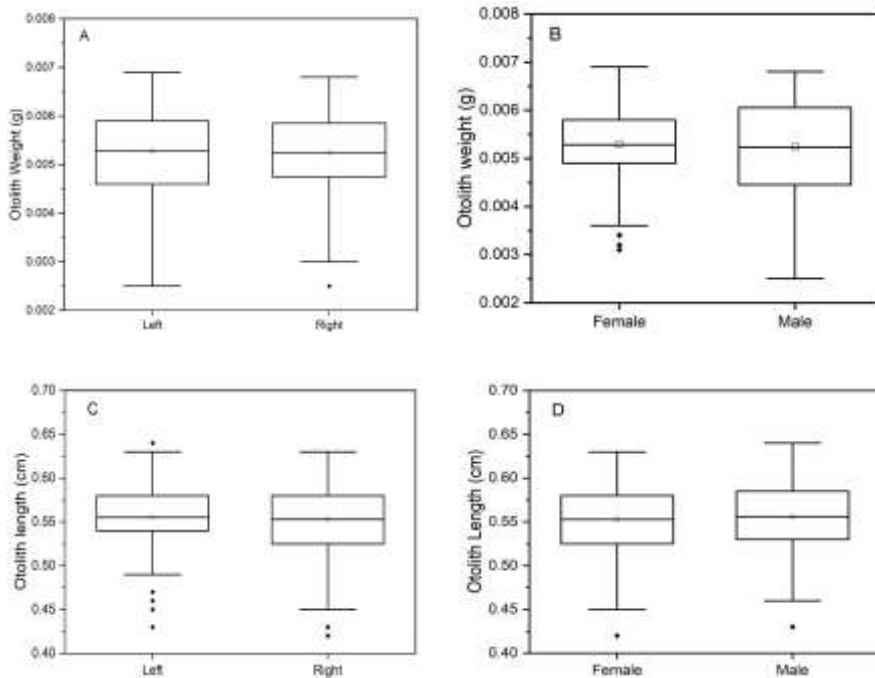 A
Otolith Weight (g)
0.008
0.007
0.006
0.005
0.004
0.003
0.002
Left Right
B
Otolith weight (g)
0.008
0.007
0.006
0.005
0.004
0.003
0.002
Female Male
C
Otolith length (cm)
0.70
0.65
0.60
0.55
0.50
0.45
0.40
Left Right
D
Otolith Length (cm)
0.70
0.65
0.60
0.55
0.50
0.45
0.40
Female Male